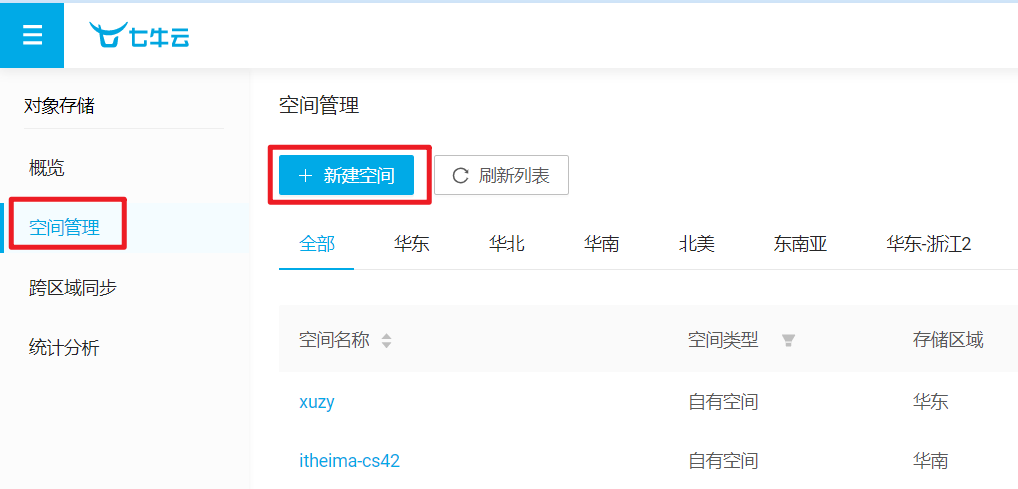 七牛云
对象存储
概览
空间管理
跨区域同步
统计分析
空间管理
新建空间 刷新列表
全部 华东 华北 华南 北美 东南亚 华东-浙江2
空间名称 空间类型 存储区域
xuzy 自有空间 华东
itheima-cs42 自有空间 华南